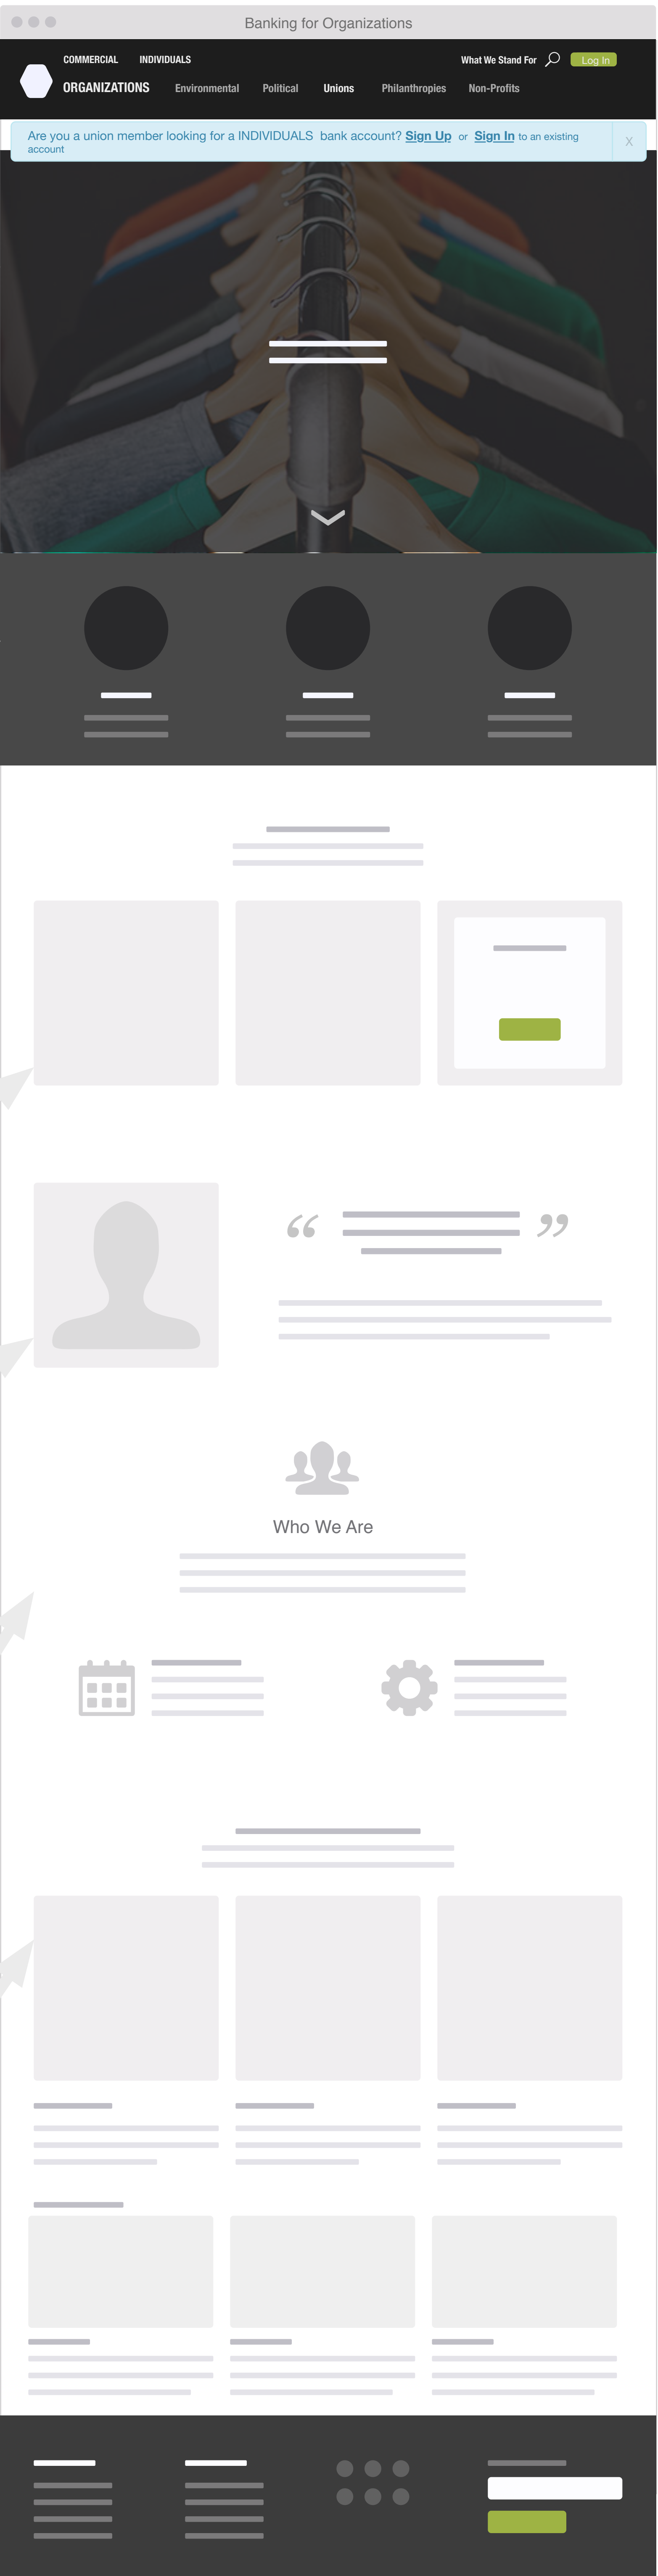 Banking for Organizations
COMMERCIAL INDIVIDUALS What We Stand For Log In
ORGANIZATIONS Environmental Political Unions Philanthropies Non-Profits
Are you a union member looking for a INDIVIDUALS bank account? Sign Up or Sign In to an existing
account
X
“ ”
Who We Are